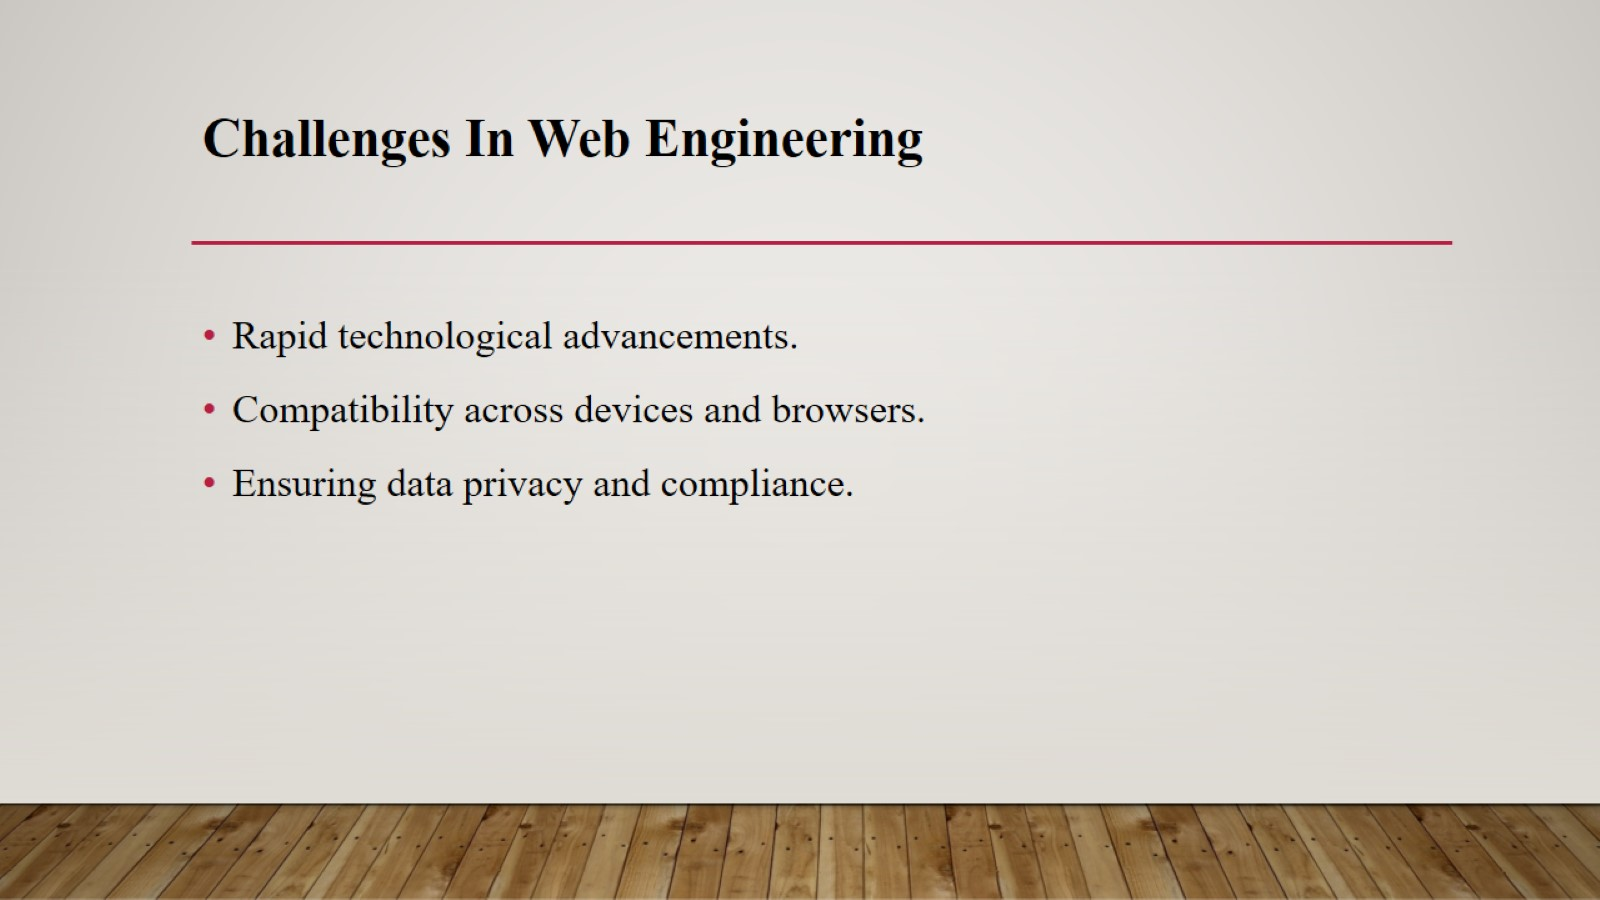 Challenges In Web Engineering
• Rapid technological advancements.
• Compatibility across devices and browsers.
• Ensuring data privacy and compliance.